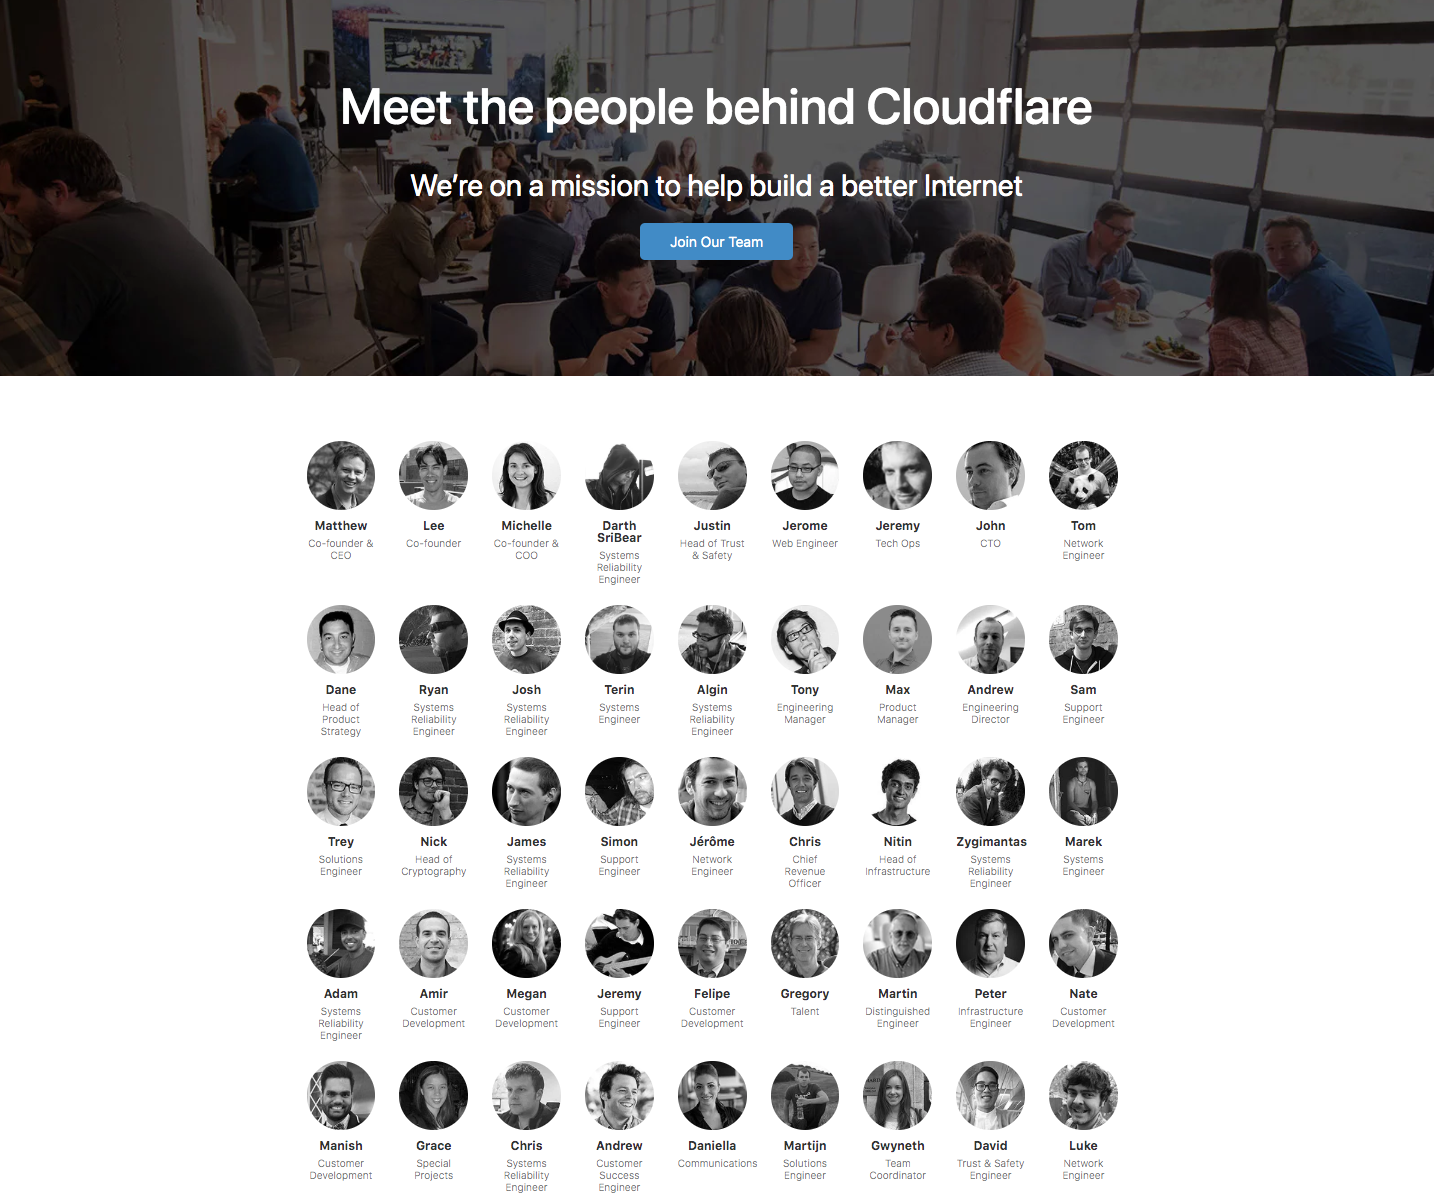 Meet the people behind Cloudflare
We’re on a mission to help build a better Internet
Join Our Team
Matthew
Co-founder &
CEO
Lee
Co-founder
Michelle
Co-founder &
COO
Darth
SriBear
Systems
Reliability
Engineer
Justin
Head of Trust
& Safety
Jerome
Web Engineer
Jeremy
Tech Ops
John
CTO
Tom
Network
Engineer
Dane
Head of
Product
Strategy
Ryan
Systems
Reliability
Engineer
Josh
Systems
Reliability
Engineer
Terin
Systems
Engineer
Algin
Systems
Reliability
Engineer
Tony
Engineering
Manager
Max
Product
Manager
Andrew
Engineering
Director
Sam
Support
Engineer
Trey
Solutions
Engineer
Nick
Head of
Cryptography
James
Systems
Reliability
Engineer
Simon
Support
Engineer
Jérôme
Network
Engineer
Chris
Chief
Revenue
Officer
Nitin
Head of
Infrastructure
Zygimantas
Systems
Reliability
Engineer
Marek
Systems
Engineer
Adam
Systems
Reliability
Engineer
Amir
Customer
Development
Megan
Customer
Development
Jeremy
Support
Engineer
Felipe
Customer
Development
Gregory
Talent
Martin
Distinguished
Engineer
Peter
Infrastructure
Engineer
Nate
Customer
Development
Manish
Customer
Development
Grace
Special
Projects
Chris
Systems
Reliability
Engineer
Andrew
Customer
Success
Engineer
Daniella
Communications
Martijn
Solutions
Engineer
Gwyneth
Team
Coordinator
David
Trust & Safety
Engineer
Luke
Network
Engineer